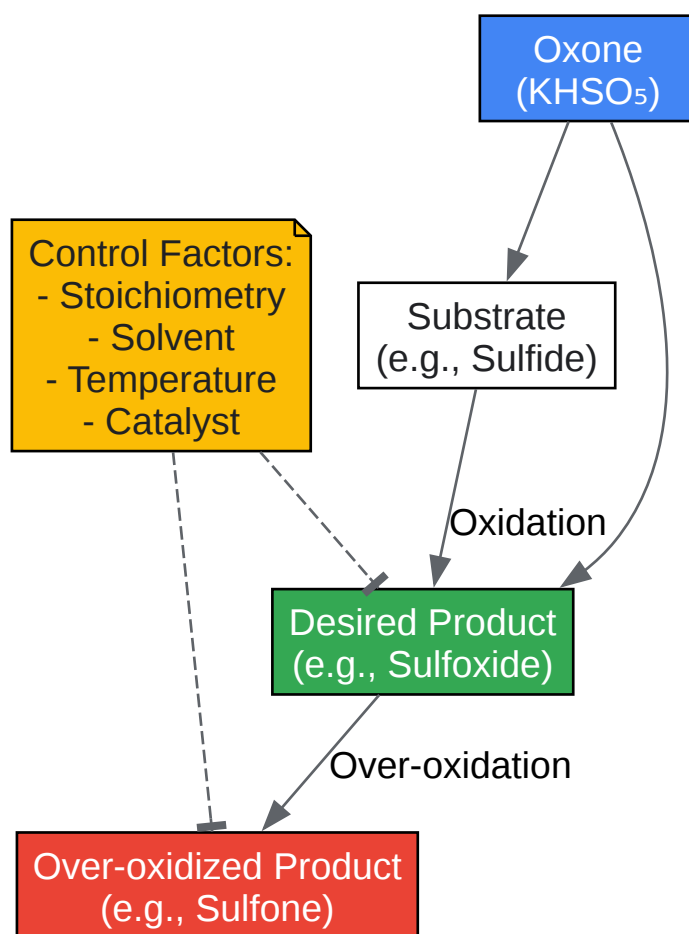 Oxone
(KHSO₅)
Control Factors:
- Stoichiometry
- Solvent
- Temperature
- Catalyst
Substrate
(e.g., Sulfide)
Oxidation
Desired Product
(e.g., Sulfoxide)
Over-oxidation
Over-oxidized Product
(e.g., Sulfone)